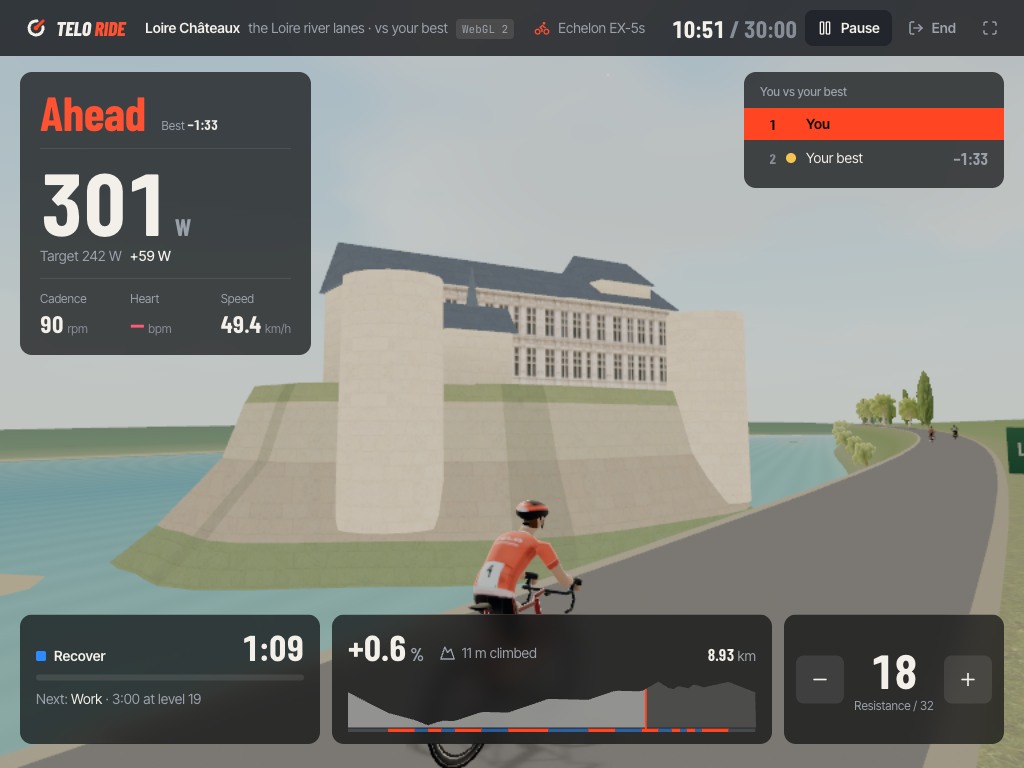 TELO RIDE Loire Châteaux the Loire river lanes · vs your best WebGL 2 Echelon EX-5s 10:51 / 30:00 Pause End
Ahead Best −1:33
301 W
Target 242 W +59 W
Cadence Heart Speed
90 rpm — bpm 49.4 km/h
You vs your best
1 You
2 Your best −1:33
Recover 1:09
Next: Work · 3:00 at level 19
+0.6 % 11 m climbed 8.93 km
− 18 +
Resistance / 32